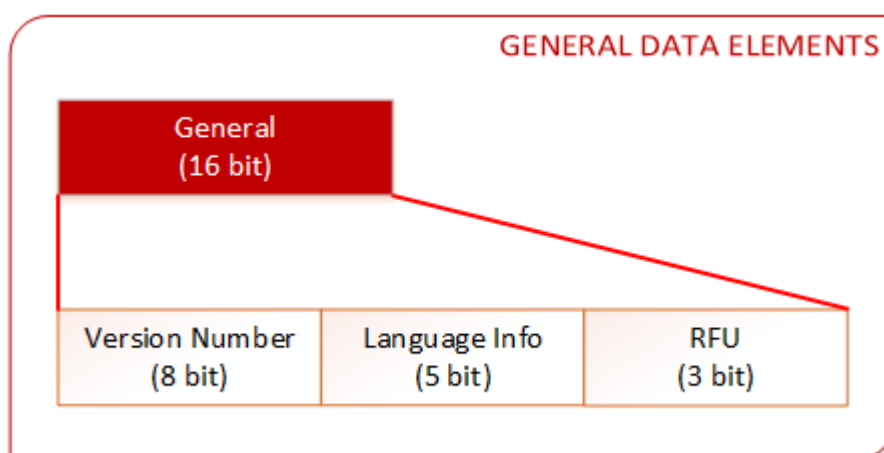 GENERAL DATA ELEMENTS
General
(16 bit)
Version Number
(8 bit)
Language Info
(5 bit)
RFU
(3 bit)